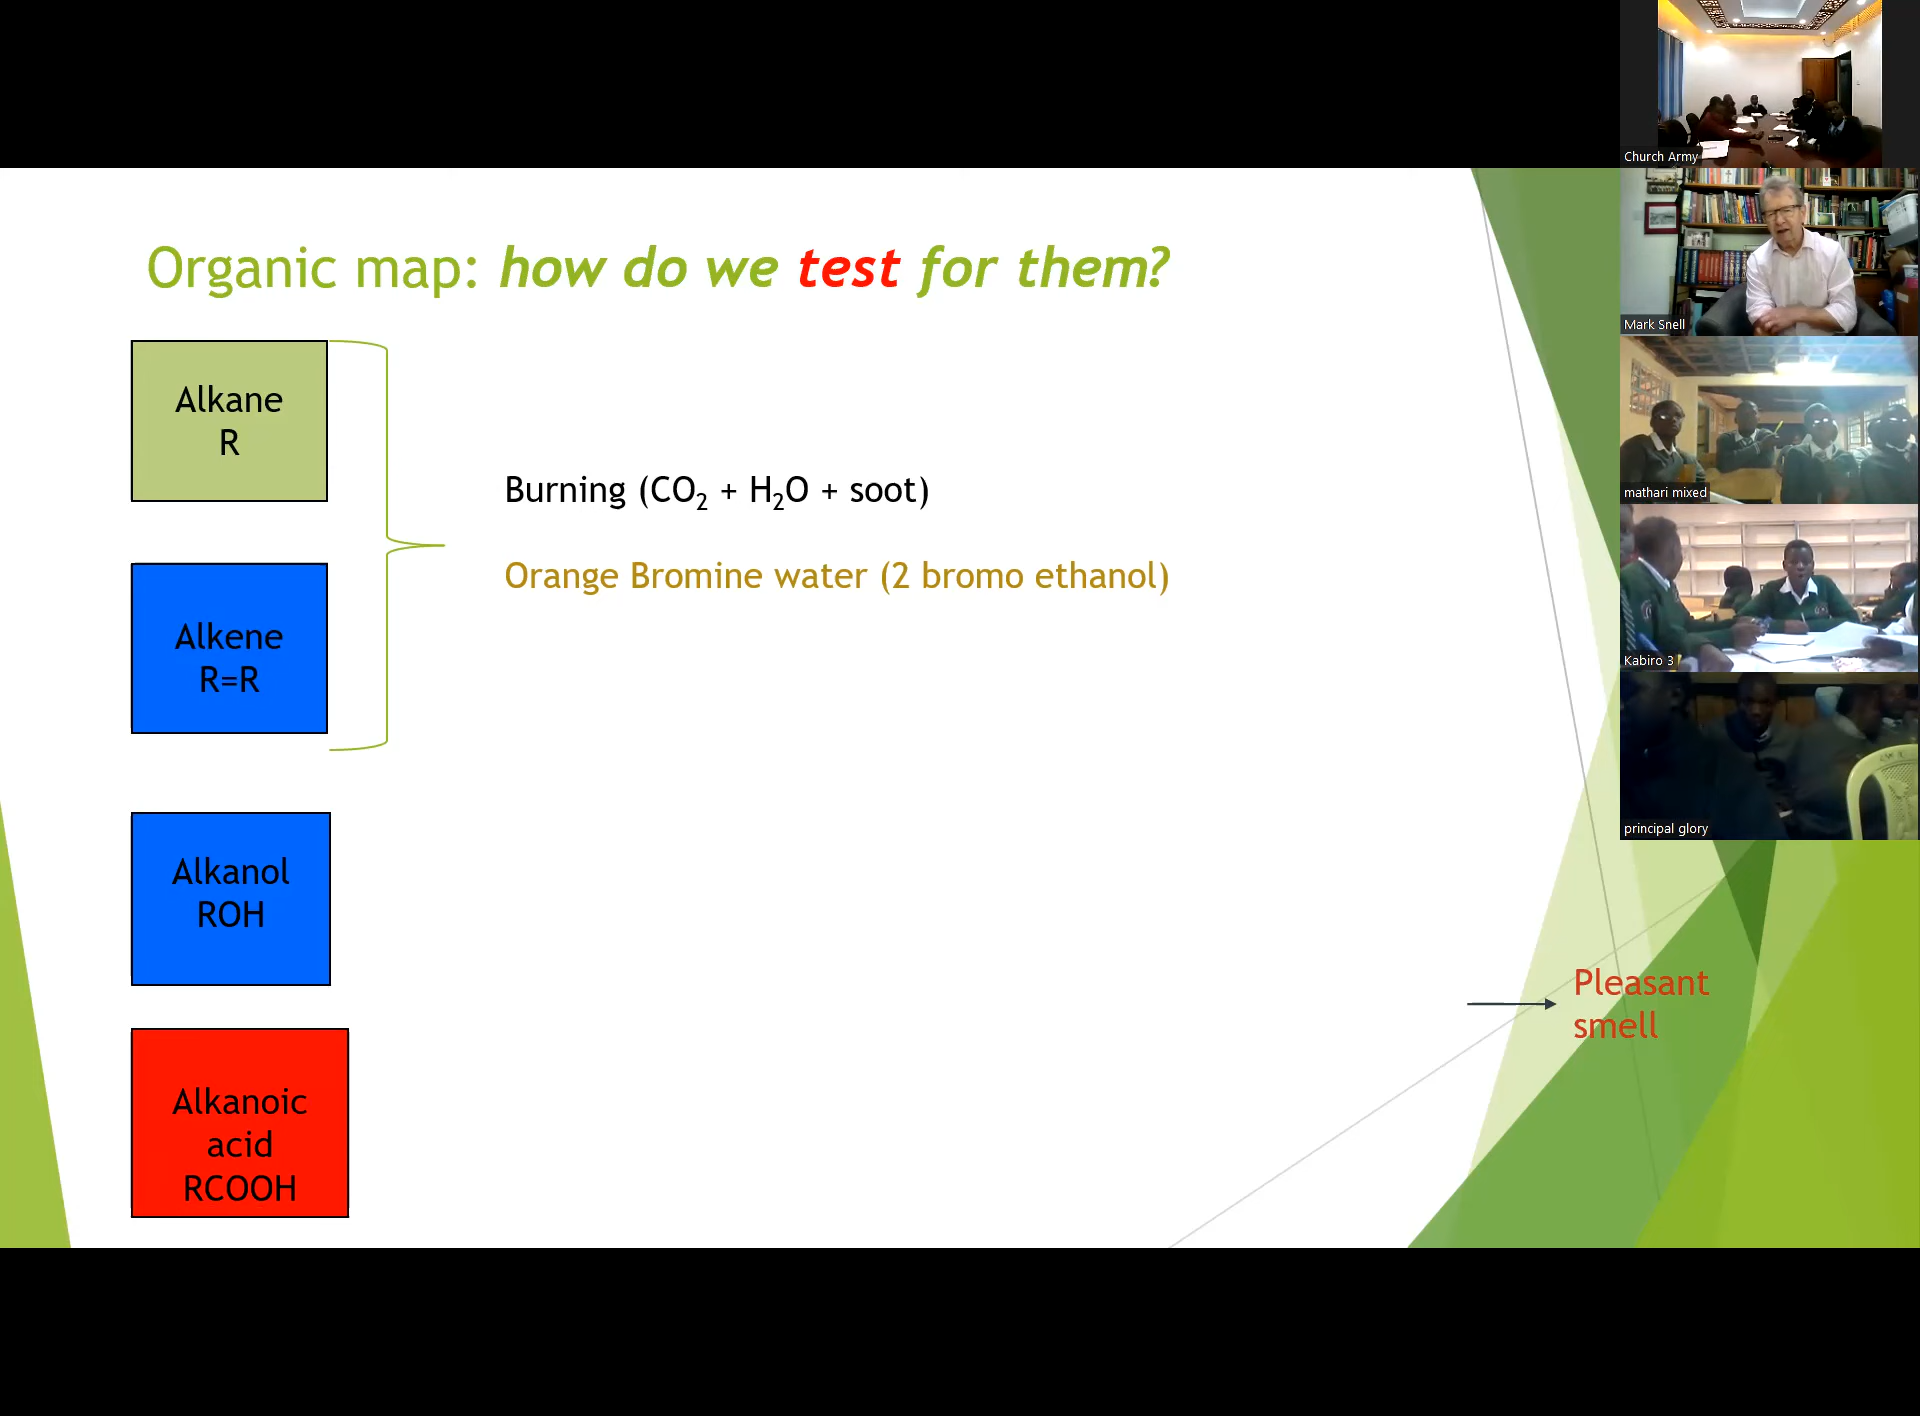 Organic map: how do we test for them?
Alkane
R
Burning (CO₂ + H₂O + soot)
Orange Bromine water (2 bromo ethanol)
Alkene
R=R
Alkanol
ROH
Pleasant
smell
Alkanoic
acid
RCOOH
Church Army
Mark Snell
mathari mixed
Kabiro 3
principal glory